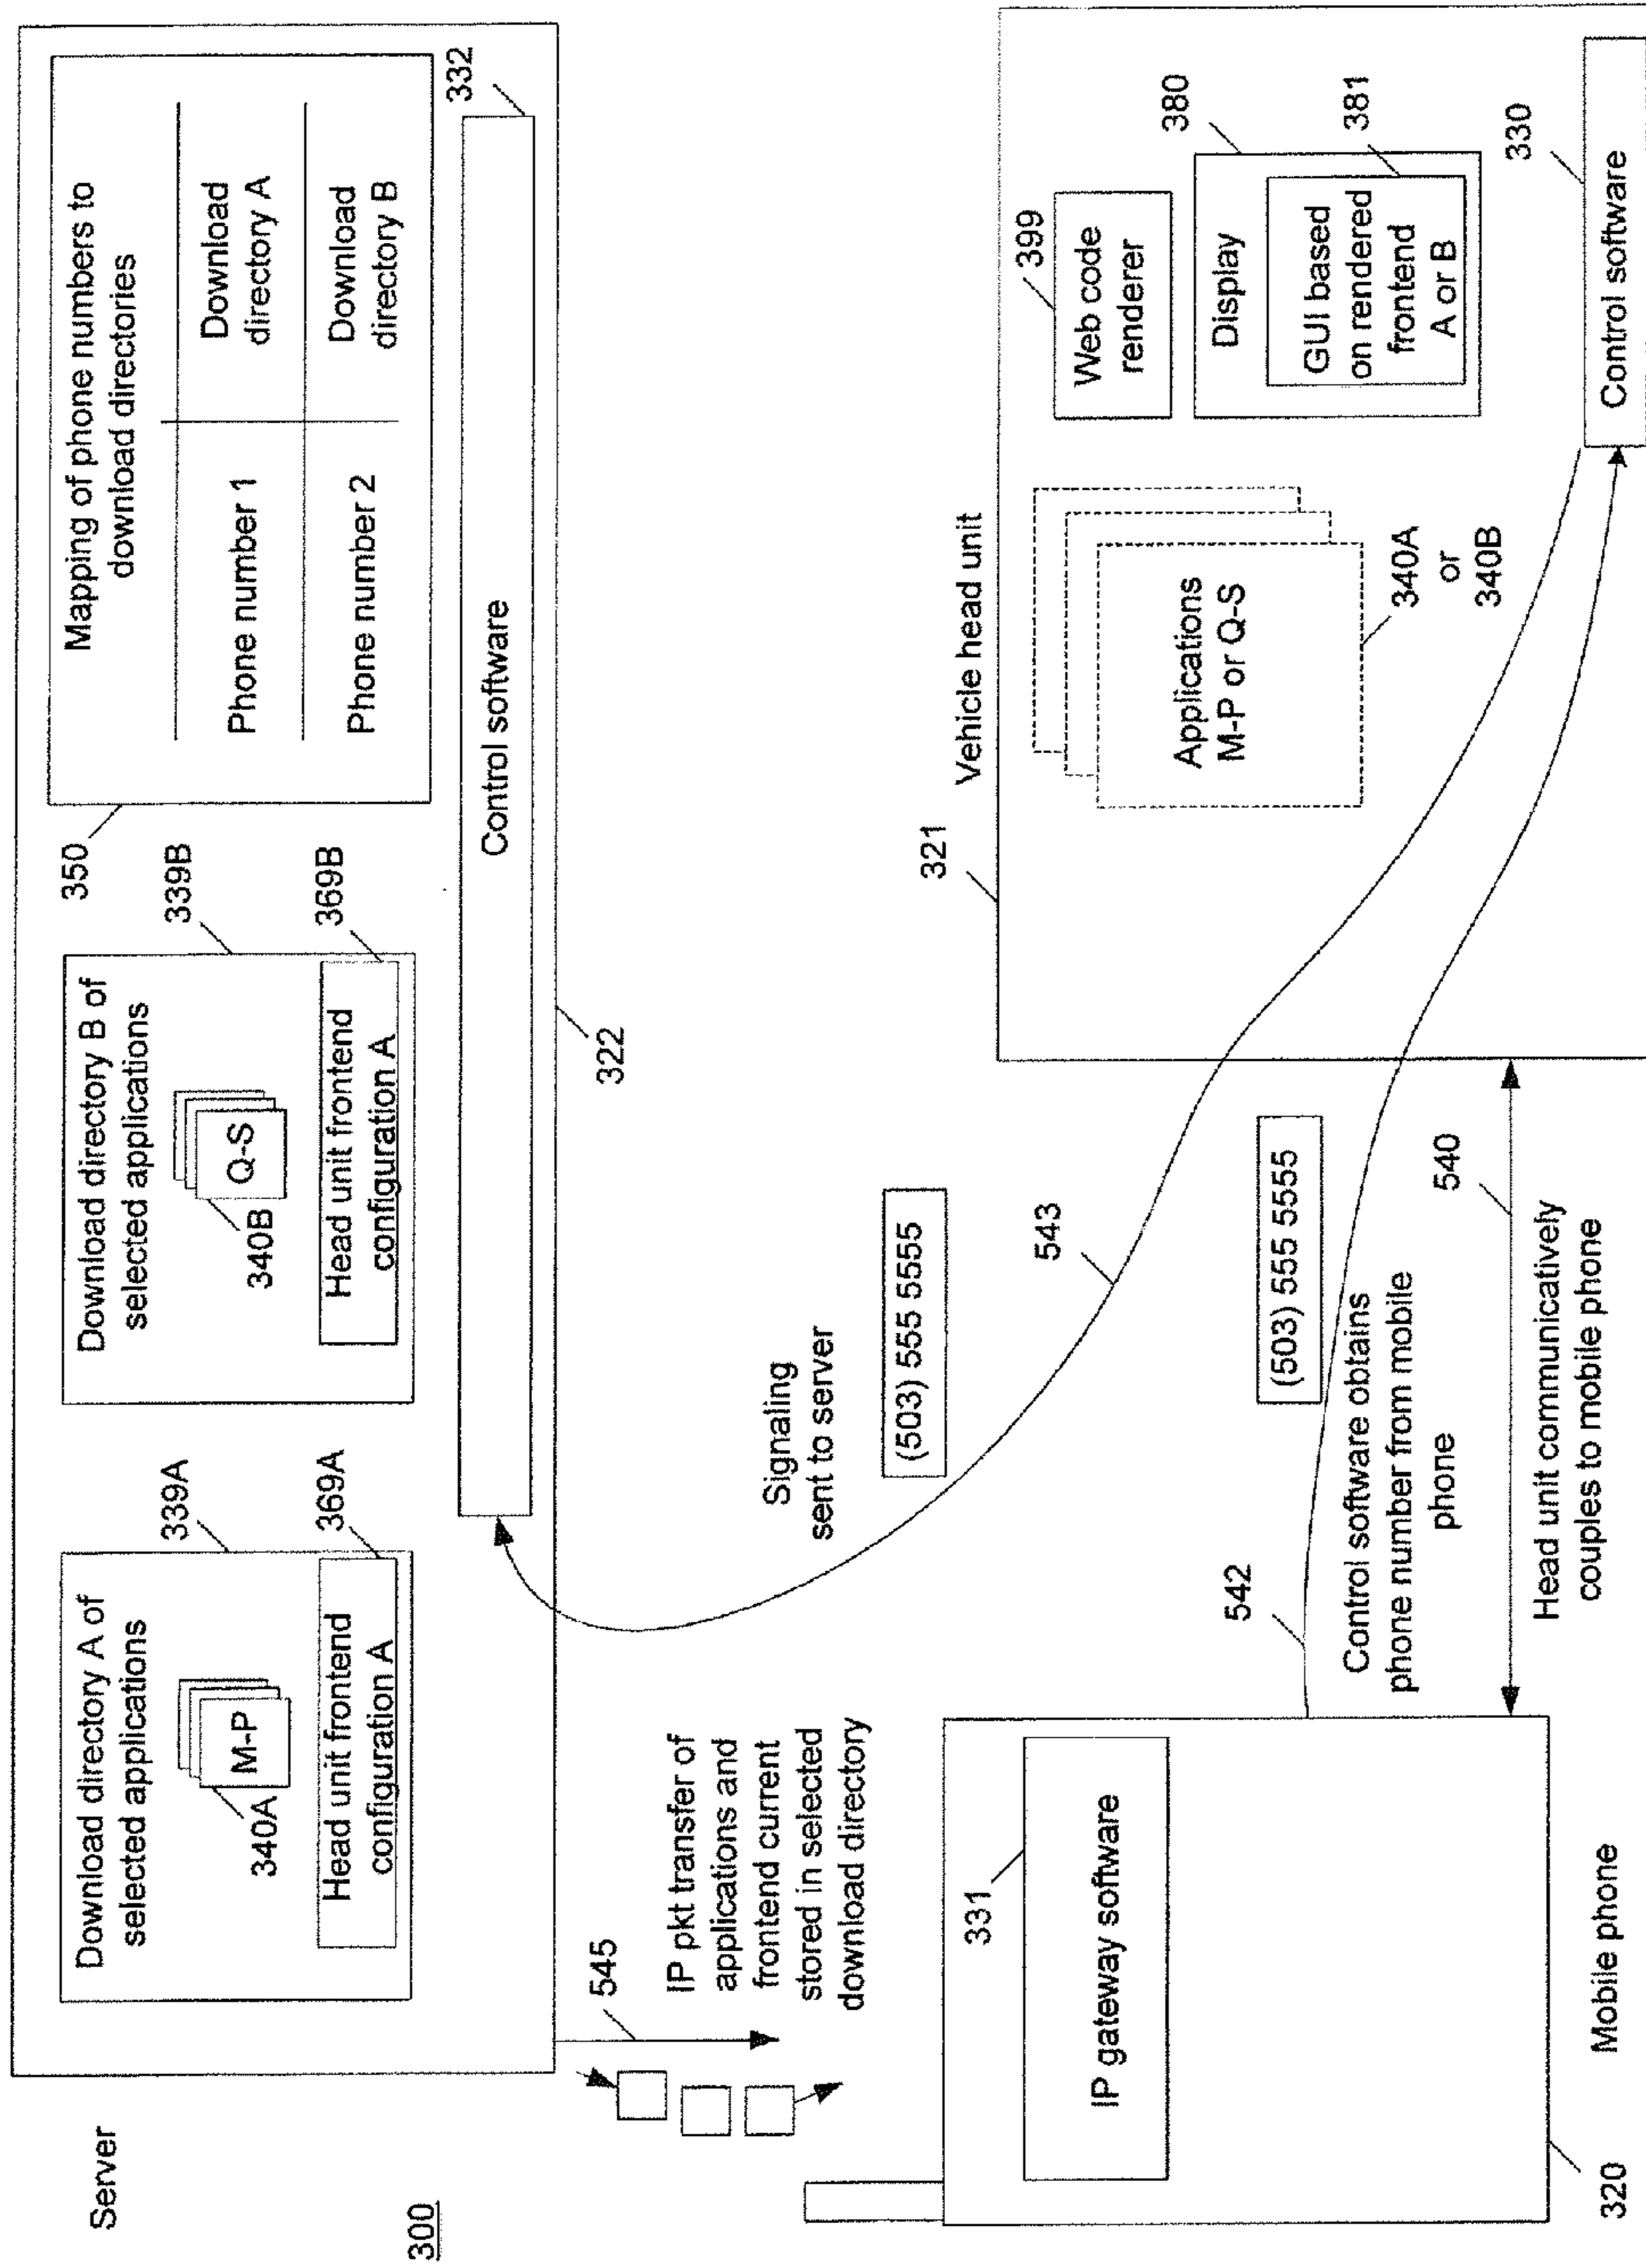 Server
300
Download directory A of
selected applications
339A
M-P
340A
369A
Head unit frontend
configuration A
Download directory B of
selected applications
339B
Q-S
340B
369B
Head unit frontend
configuration A
350
Mapping of phone numbers to
download directories
Phone number 1
Download
directory A
Phone number 2
Download
directory B
332
Control software
322
545
IP pkt transfer of
applications and
frontend current
stored in selected
download directory
Signaling
sent to server
(503) 555 5555
543
331
IP gateway software
320
Mobile phone
542
Control software obtains
phone number from mobile
phone
(503) 555 5555
540
Head unit communicatively
couples to mobile phone
Vehicle head unit
321
Applications
M-P or Q-S
340A
or
340B
399
Web code
renderer
380
Display
381
GUI based
on rendered
frontend
A or B
330
Control software